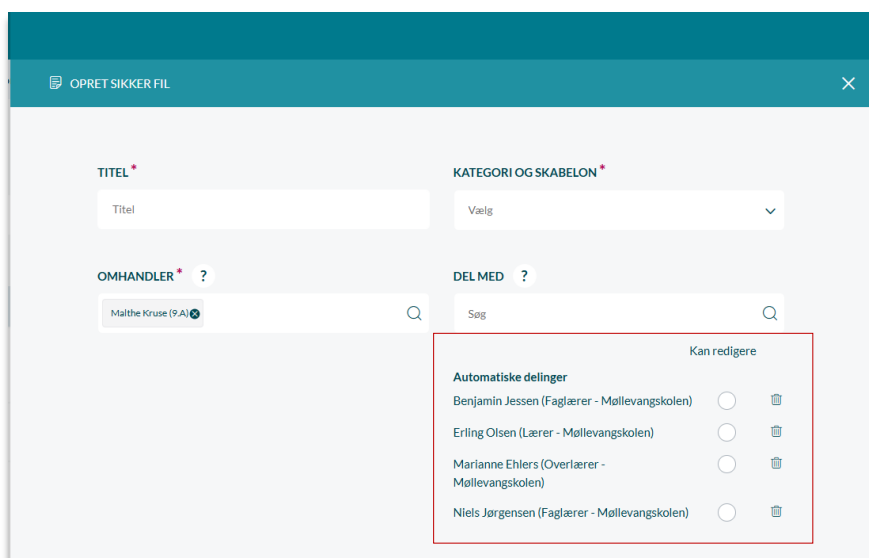 OPRET SIKKER FIL
TITEL *
KATEGORI OG SKABELON *
Titel
Vælg
OMHANDLER * ?
DEL MED ?
Malthe Kruse (9.A)
Søg
Kan redigere
Automatiske delinger
Benjamin Jessen (Faglærer - Møllevangskolen)
Erling Olsen (Lærer - Møllevangskolen)
Marianne Ehlers (Overlærer -
Møllevangskolen)
Niels Jørgensen (Faglærer - Møllevangskolen)